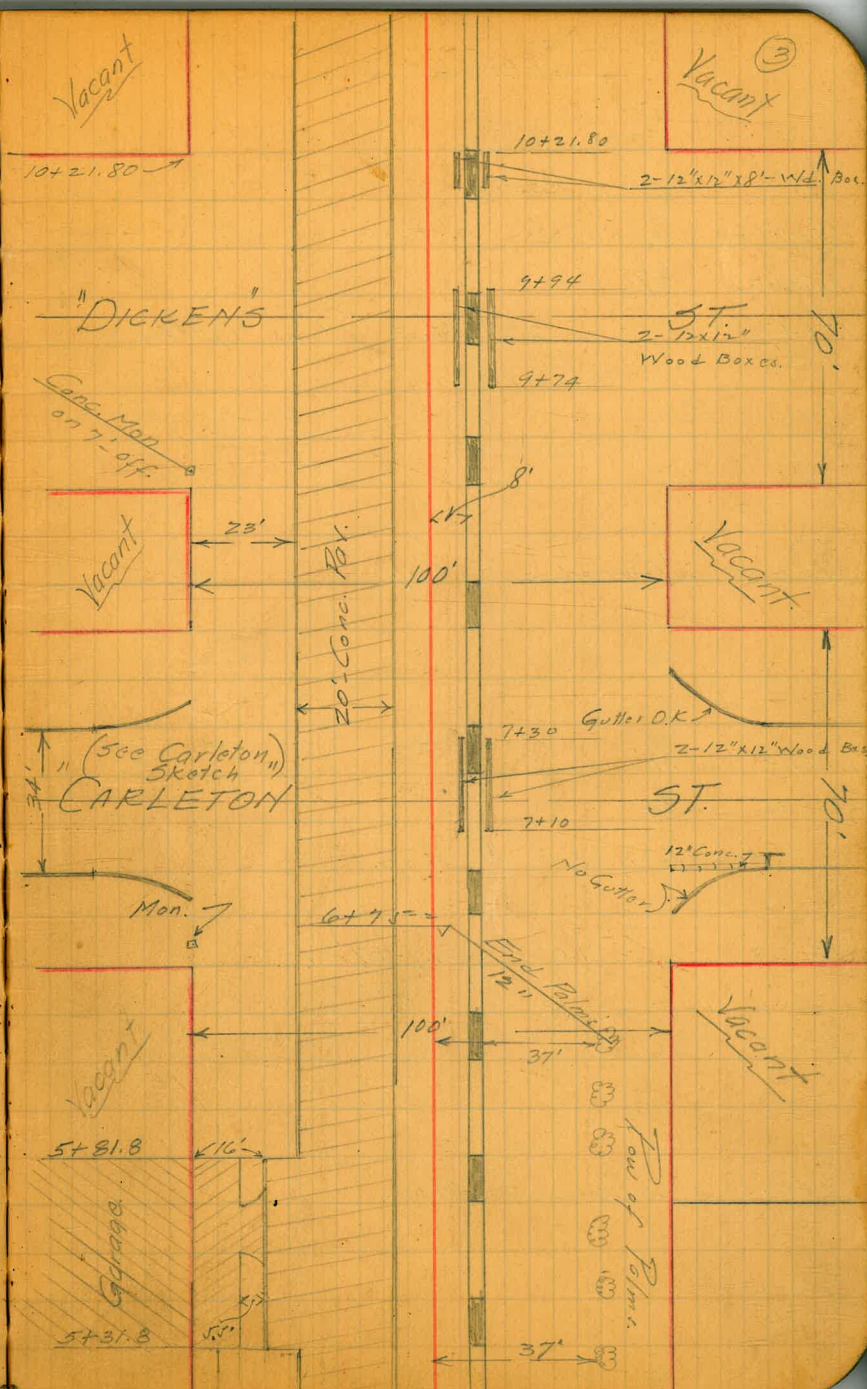 3
Vacant
Vacant
10+21.80
10+21.80
2-12"x12"x8'-Wd. Box.
"DICKEN'S
ST.
9+94
2-12x12"
Wood Boxes.
9+74
70'
Conc. Mon
on 7'-off.
8'
23'
Vacant
100'
Vacant.
20'-Conc. Pav.
Gutter O.K
7+30
2-12"x12" Wood Box
34'
" (See Carleton)
Sketch "
CARLETON
ST.
70'
7+10
12" Conc.
No Gutter
Mon.
6+75
End Palms
12"
100'
37'
Vacant
Vacant
5+81.8
16'
Row of Palms.
Garage
5+31.8
5.5'
37'